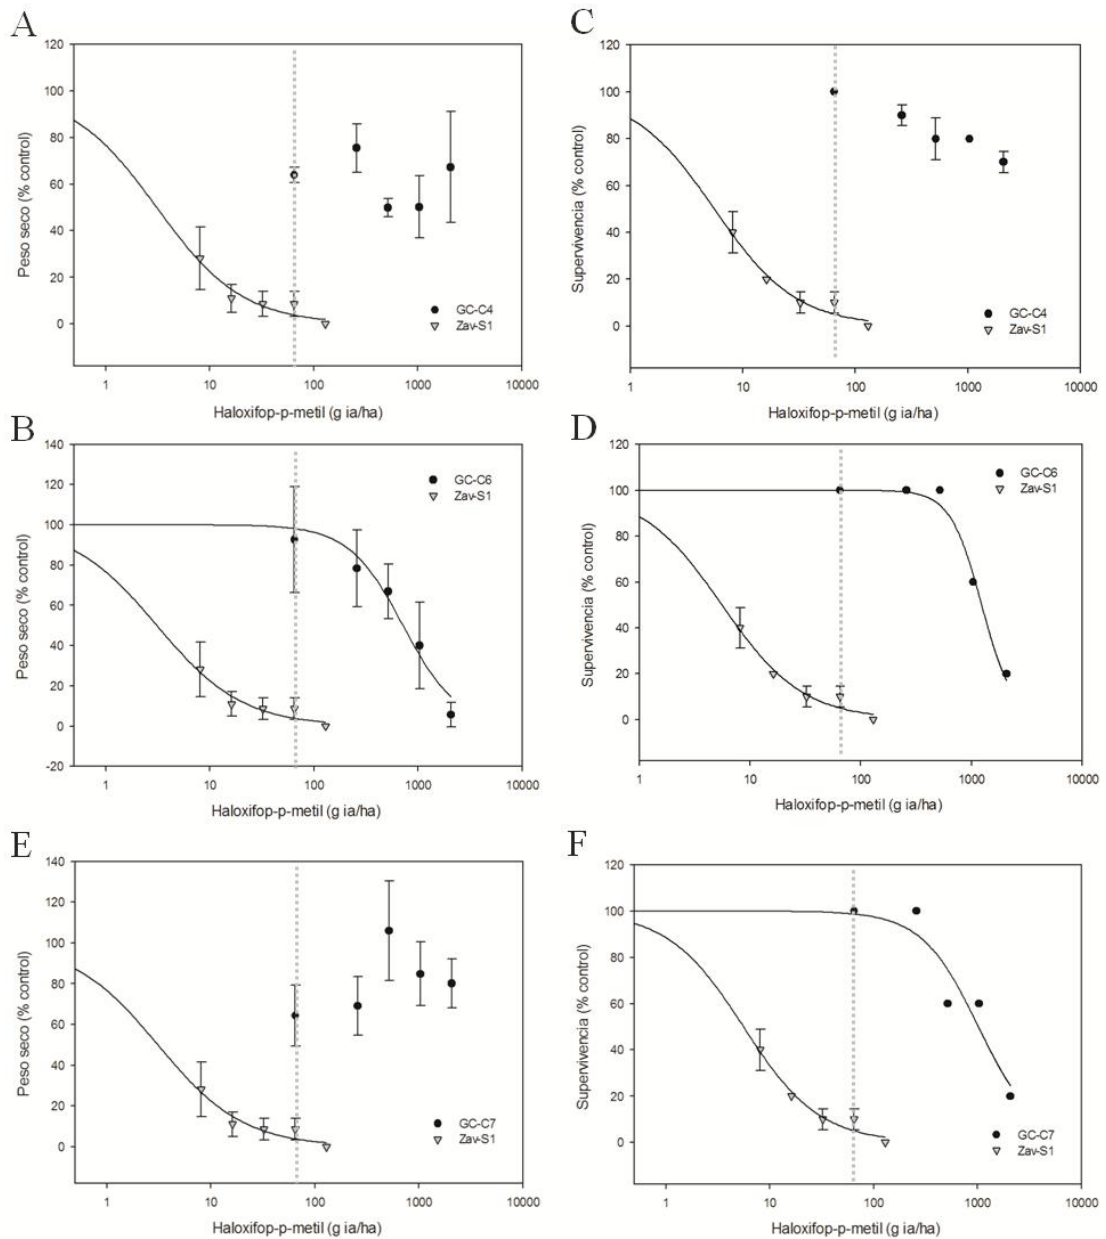 A
120
100
80
60
40
20
0
Peso seco (% control)
GC-C4
Zav-S1
1 10 100 1000 10000
Haloxifop-p-metil (g ia/ha)
C
120
100
80
60
40
20
0
Supervivencia (% control)
GC-C4
Zav-S1
1 10 100 1000 10000
Haloxifop-p-metil (g ia/ha)
B
140
120
100
80
60
40
20
0
-20
Peso seco (% control)
GC-C6
Zav-S1
1 10 100 1000 10000
Haloxifop-p-metil (g ia/ha)
D
120
100
80
60
40
20
0
Supervivencia (% control)
GC-C6
Zav-S1
1 10 100 1000 10000
Haloxifop-p-metil (g ia/ha)
E
140
120
100
80
60
40
20
0
Peso seco (% control)
GC-C7
Zav-S1
1 10 100 1000 10000
Haloxifop-p-metil (g ia/ha)
F
120
100
80
60
40
20
0
Supervivencia (% control)
GC-C7
Zav-S1
1 10 100 1000 10000
Haloxifop-p-metil (g ia/ha)